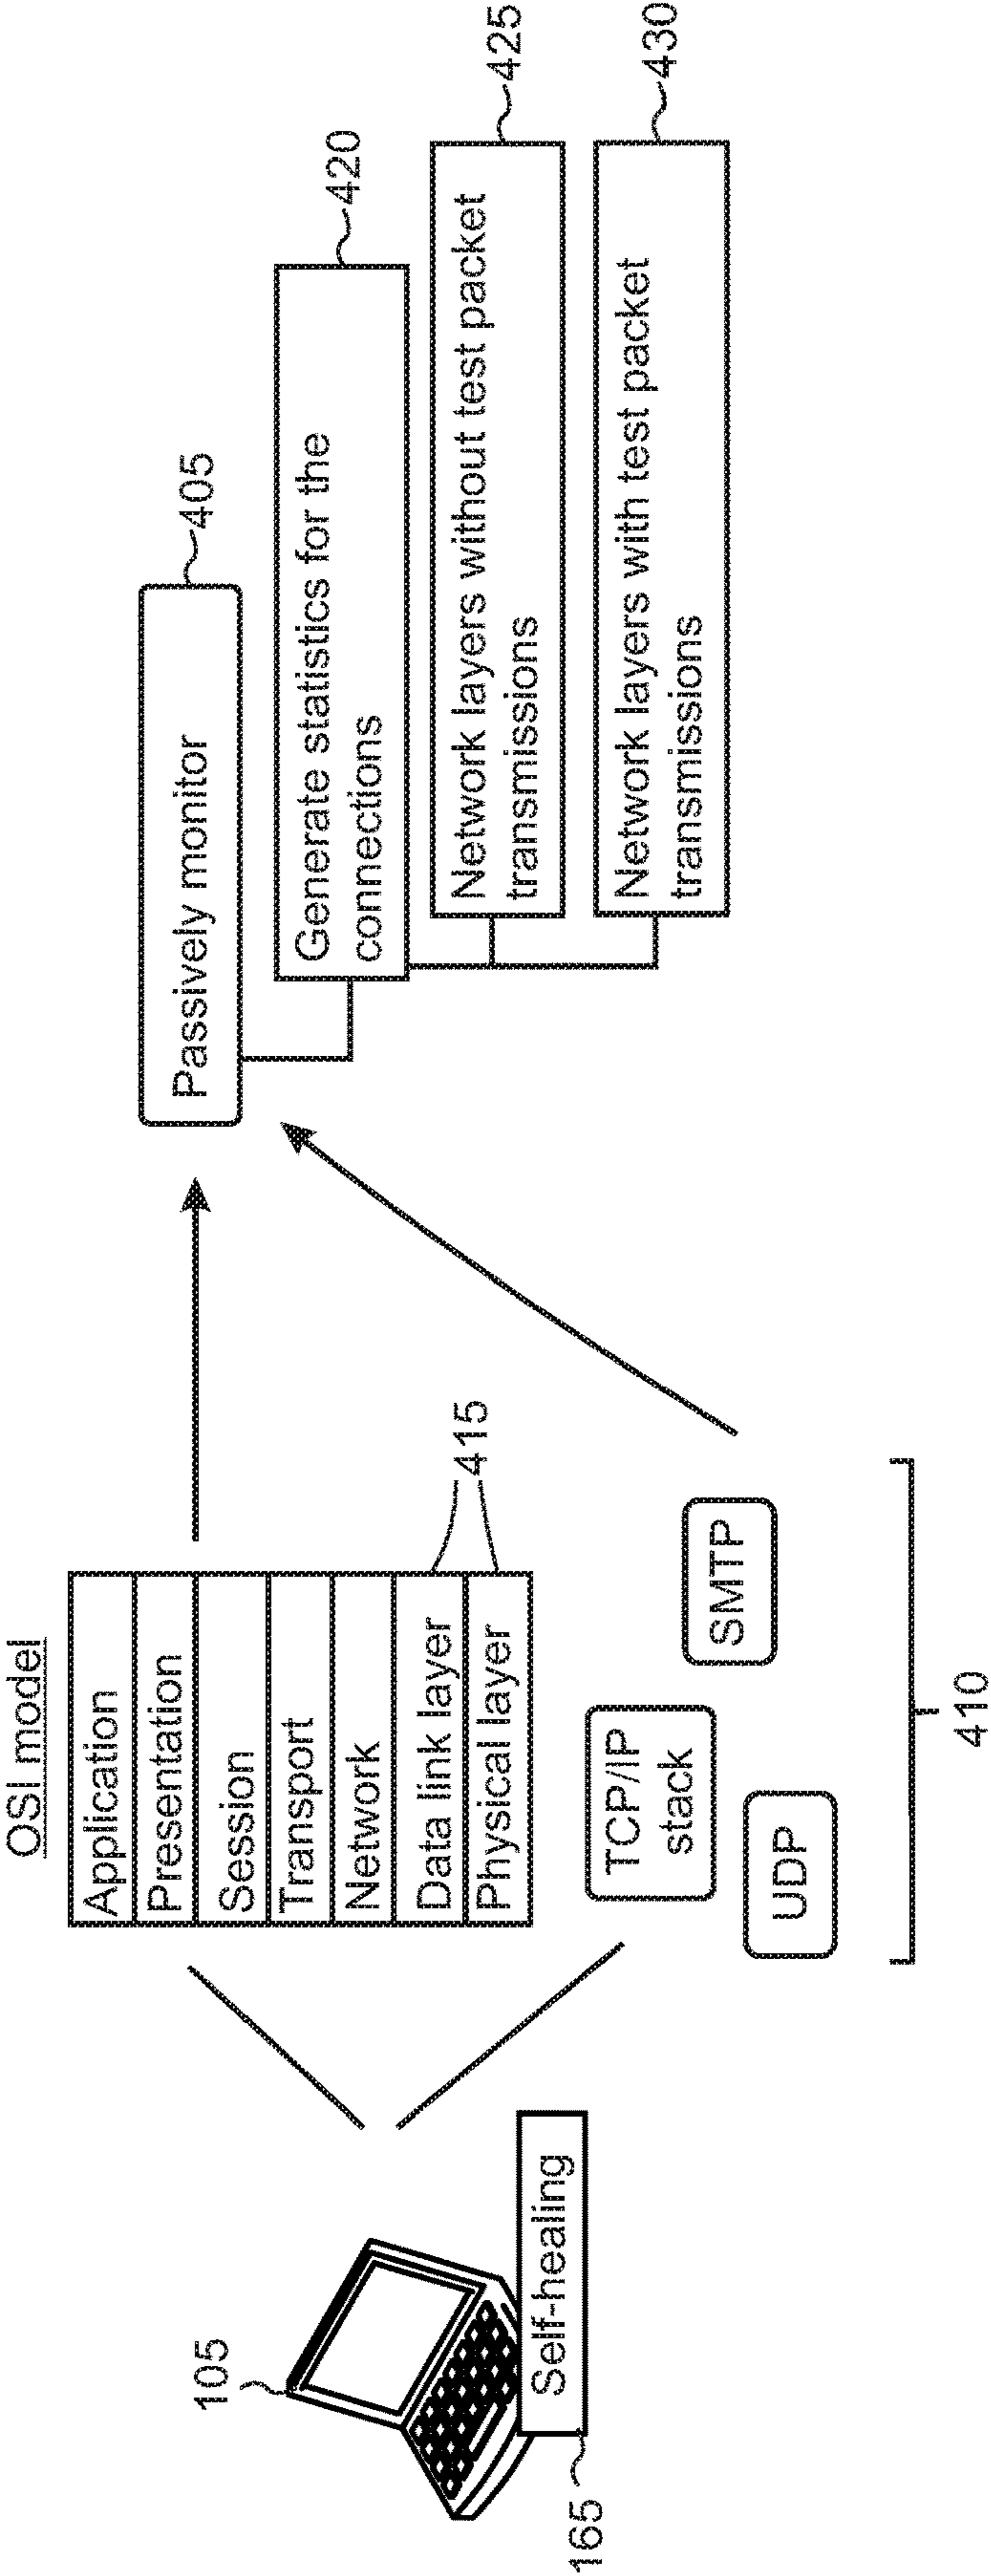 OSI model
Application
Presentation
Session
Transport
Network
Data link layer
Physical layer
415
105
Self-healing
165
TCP/IP
stack
UDP
SMTP
410
Passively monitor
405
Generate statistics for the
connections
420
Network layers without test packet
transmissions
425
Network layers with test packet
transmissions
430